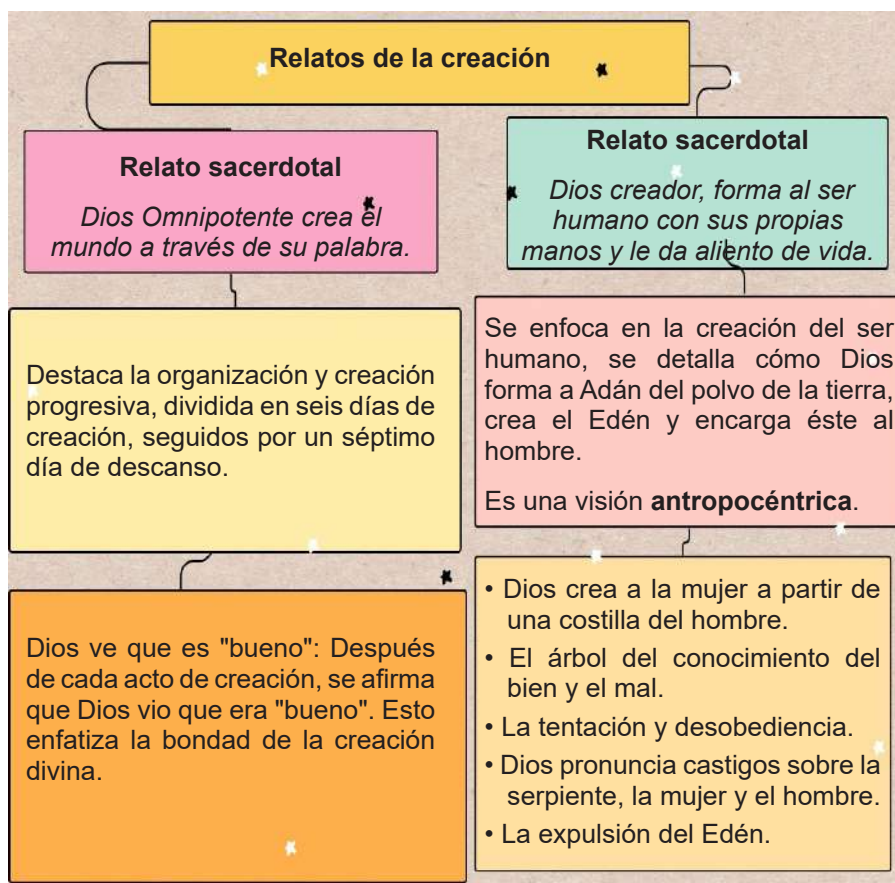 Relatos de la creación
Relato sacerdotal
Dios Omnipotente crea el
mundo a través de su palabra.
Destaca la organización y creación
progresiva, dividida en seis días de
creación, seguidos por un séptimo
día de descanso.
Dios ve que es "bueno": Después
de cada acto de creación, se afirma
que Dios vio que era "bueno". Esto
enfatiza la bondad de la creación
divina.
Relato sacerdotal
Dios creador, forma al ser
humano con sus propias
manos y le da aliento de vida.
Se enfoca en la creación del ser
humano, se detalla cómo Dios
forma a Adán del polvo de la tierra,
crea el Edén y encarga éste al
hombre.
Es una visión antropocéntrica.
• Dios crea a la mujer a partir de
una costilla del hombre.
• El árbol del conocimiento del
bien y el mal.
• La tentación y desobediencia.
• Dios pronuncia castigos sobre la
serpiente, la mujer y el hombre.
• La expulsión del Edén.